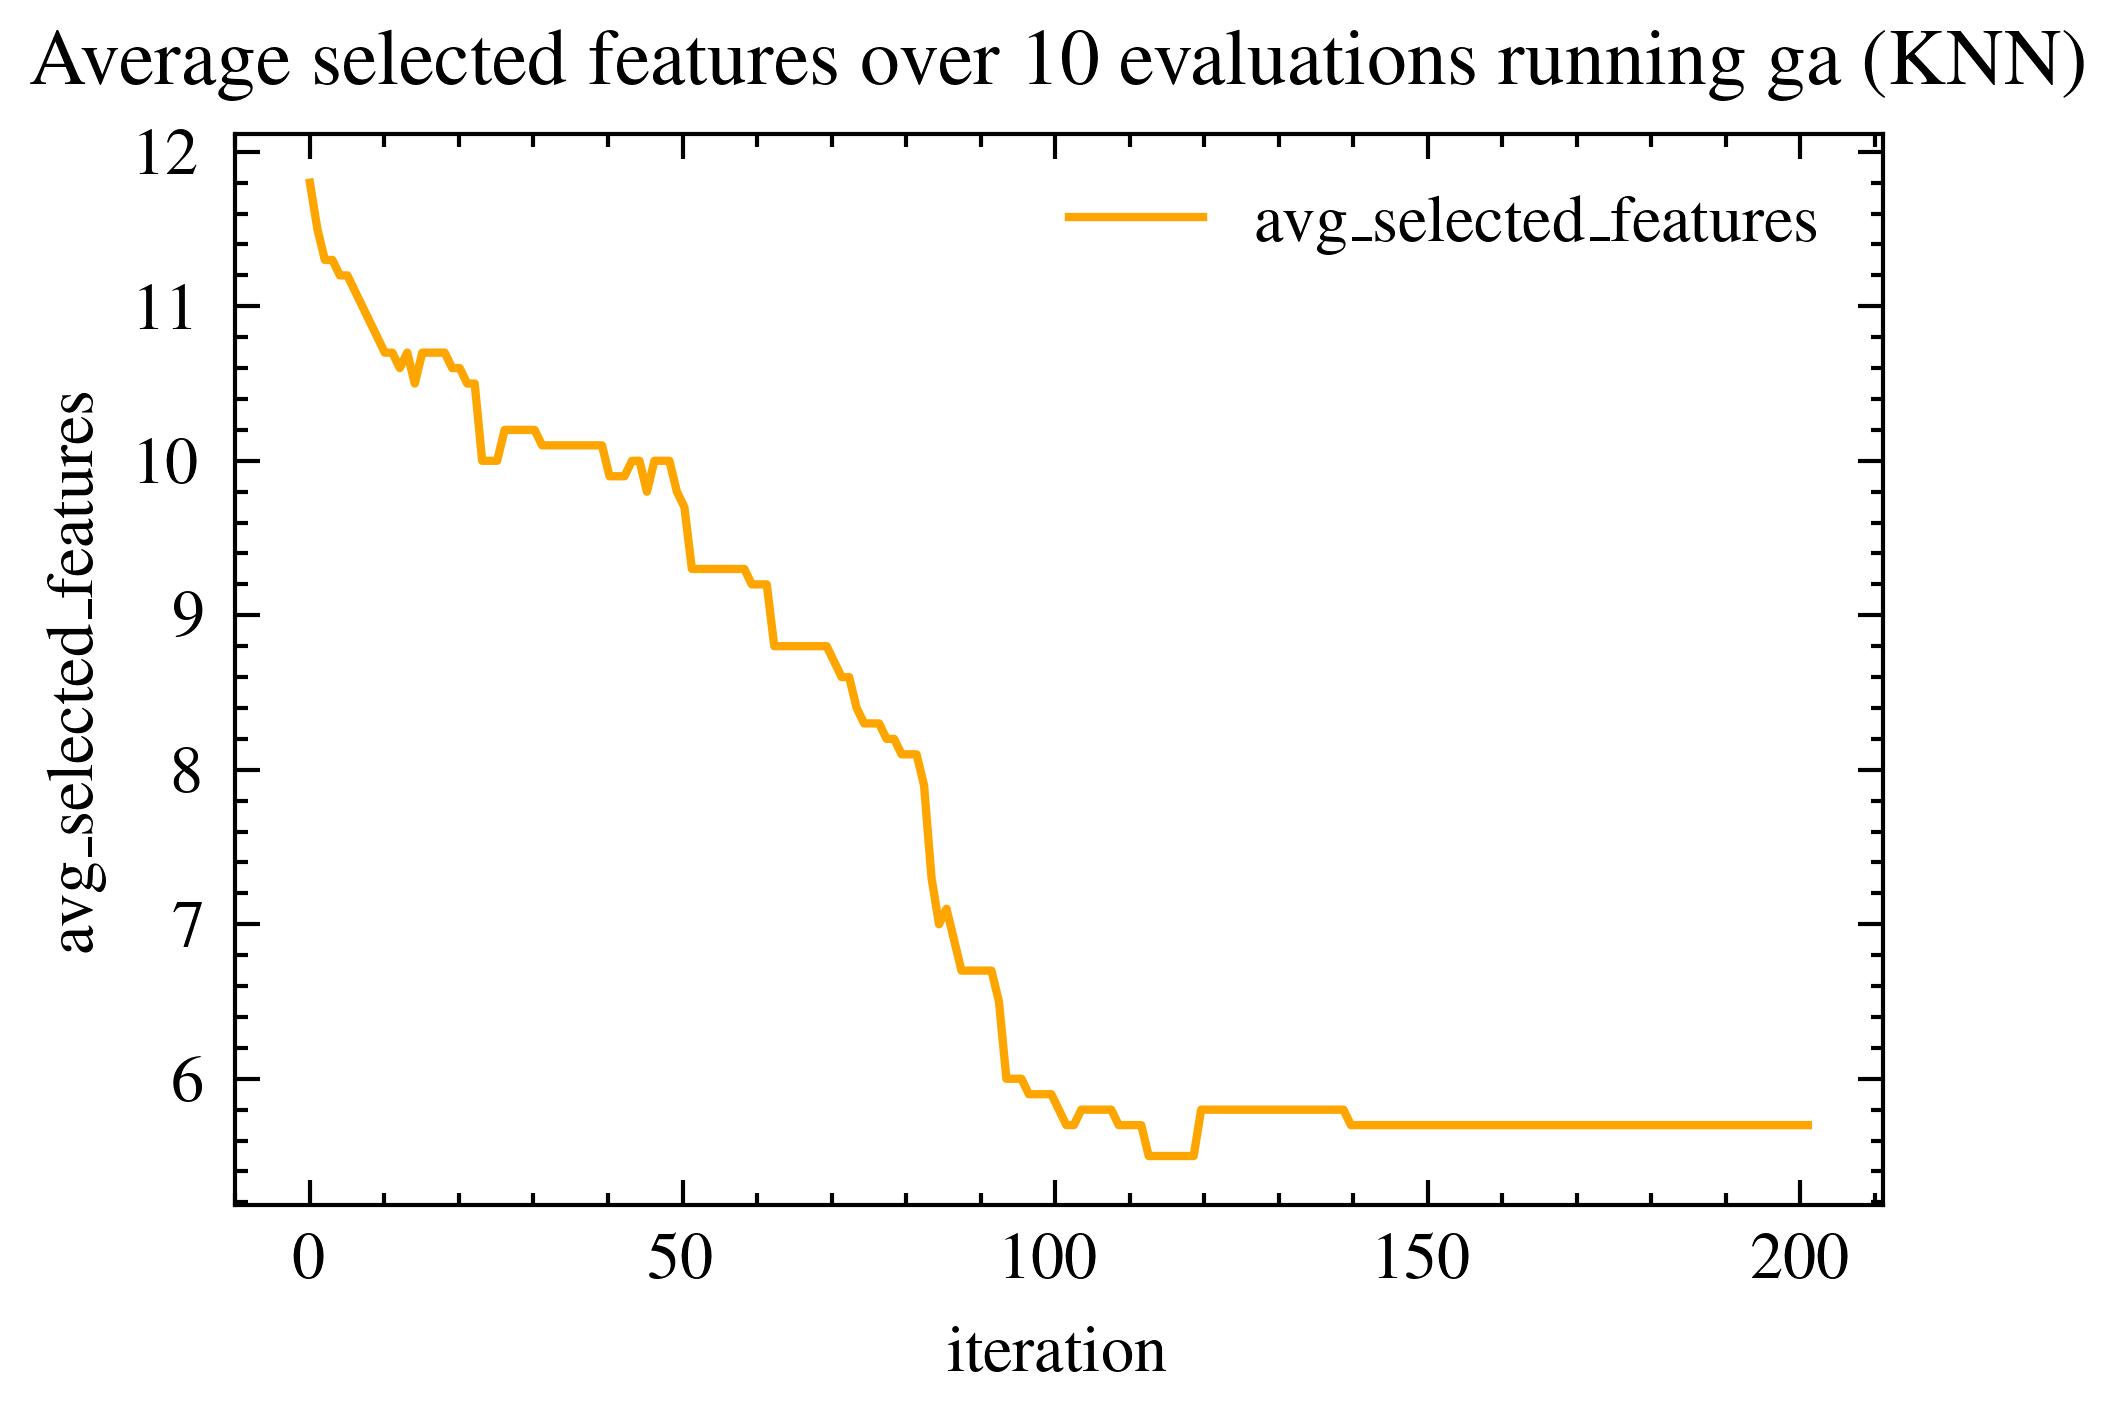 Average selected features over 10 evaluations running ga (KNN)
avg_selected_features
avg_selected_features
12
11
10
9
8
7
6
0 50 100 150 200
iteration